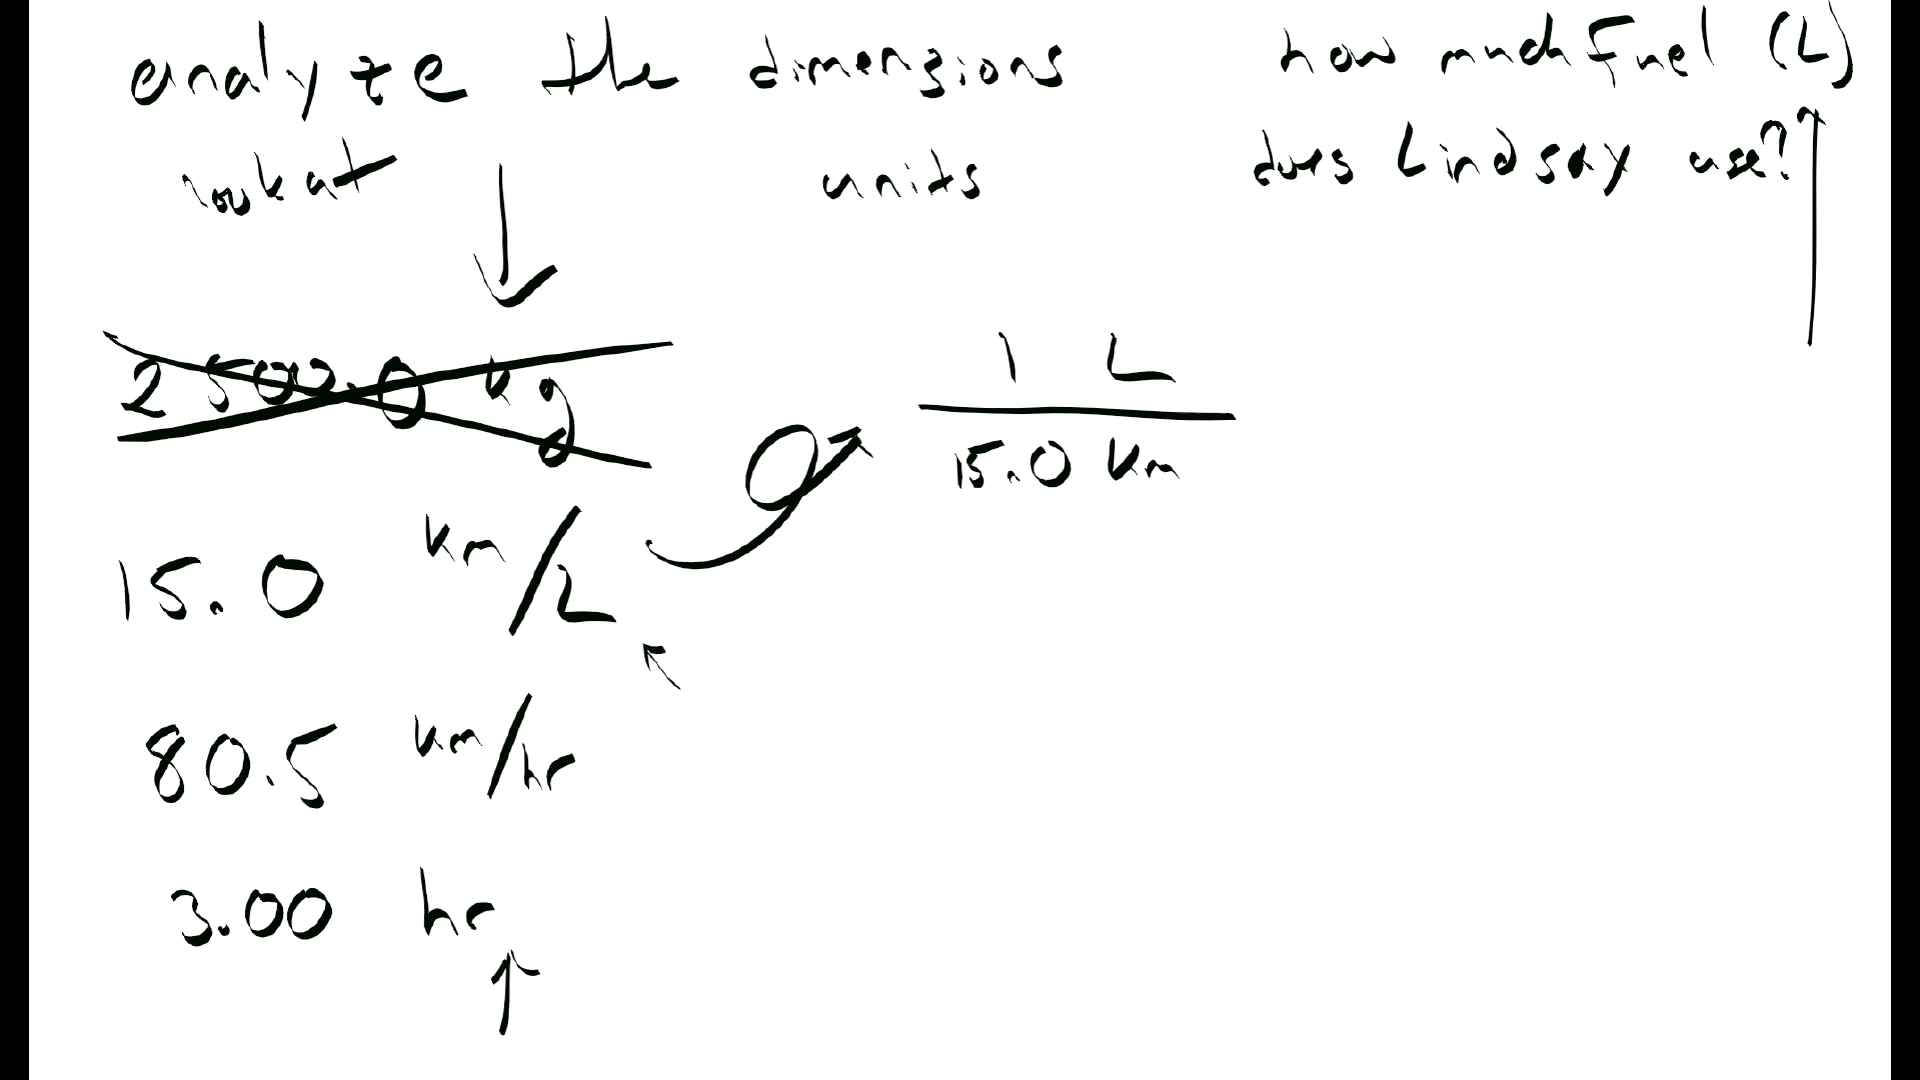 analyze the dimensions
look at units
how much fuel (L)
does Lindsay use?
2500.0 kg
1 L
15.0 km
15.0 km/L
80.5 km/hr
3.00 hr